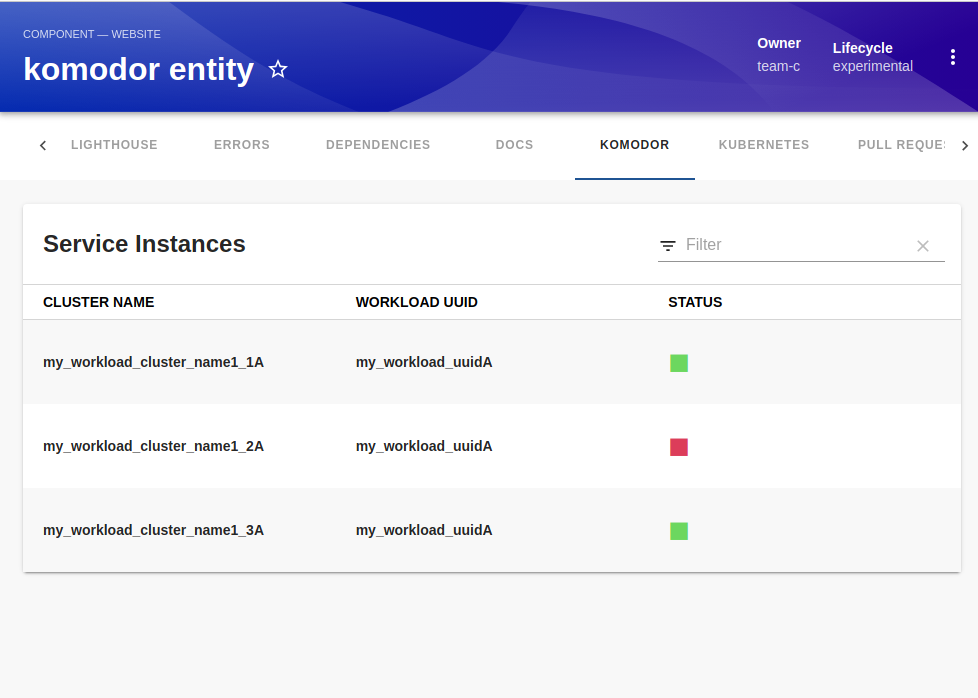 COMPONENT — WEBSITE
komodor entity
Owner
team-c
Lifecycle
experimental
LIGHTHOUSE ERRORS DEPENDENCIES DOCS KOMODOR KUBERNETES PULL REQUE
Service Instances
Filter
CLUSTER NAME WORKLOAD UUID STATUS
my_workload_cluster_name1_1A my_workload_uuidA
my_workload_cluster_name1_2A my_workload_uuidA
my_workload_cluster_name1_3A my_workload_uuidA